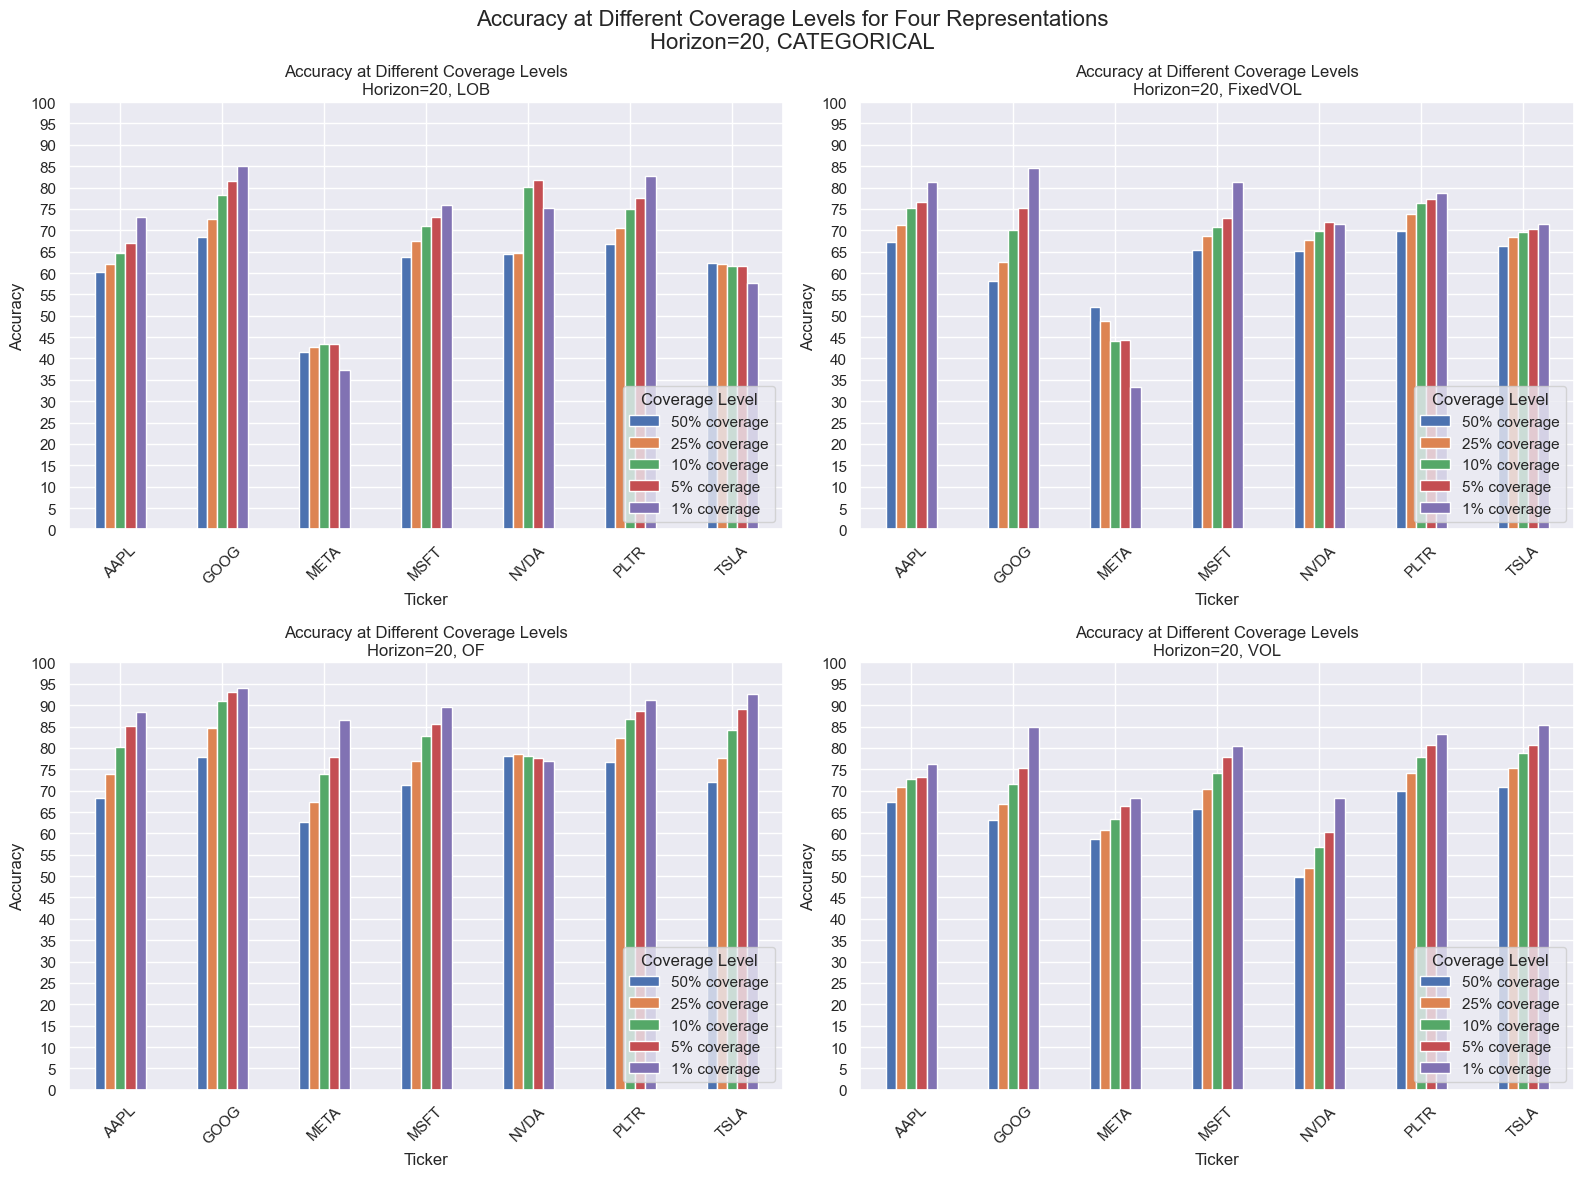 Accuracy at Different Coverage Levels for Four Representations
Horizon=20, CATEGORICAL
Accuracy at Different Coverage Levels
Horizon=20, LOB
100
95
90
85
80
75
70
65
60
55
50
45
40
35
30
25
20
15
10
5
0
Accuracy
Coverage Level
50% coverage
25% coverage
10% coverage
5% coverage
1% coverage
AAPL
GOOG
META
MSFT
NVDA
PLTR
TSLA
Ticker
Accuracy at Different Coverage Levels
Horizon=20, FixedVOL
100
95
90
85
80
75
70
65
60
55
50
45
40
35
30
25
20
15
10
5
0
Accuracy
Coverage Level
50% coverage
25% coverage
10% coverage
5% coverage
1% coverage
AAPL
GOOG
META
MSFT
NVDA
PLTR
TSLA
Ticker
Accuracy at Different Coverage Levels
Horizon=20, OF
100
95
90
85
80
75
70
65
60
55
50
45
40
35
30
25
20
15
10
5
0
Accuracy
Coverage Level
50% coverage
25% coverage
10% coverage
5% coverage
1% coverage
AAPL
GOOG
META
MSFT
NVDA
PLTR
TSLA
Ticker
Accuracy at Different Coverage Levels
Horizon=20, VOL
100
95
90
85
80
75
70
65
60
55
50
45
40
35
30
25
20
15
10
5
0
Accuracy
Coverage Level
50% coverage
25% coverage
10% coverage
5% coverage
1% coverage
AAPL
GOOG
META
MSFT
NVDA
PLTR
TSLA
Ticker